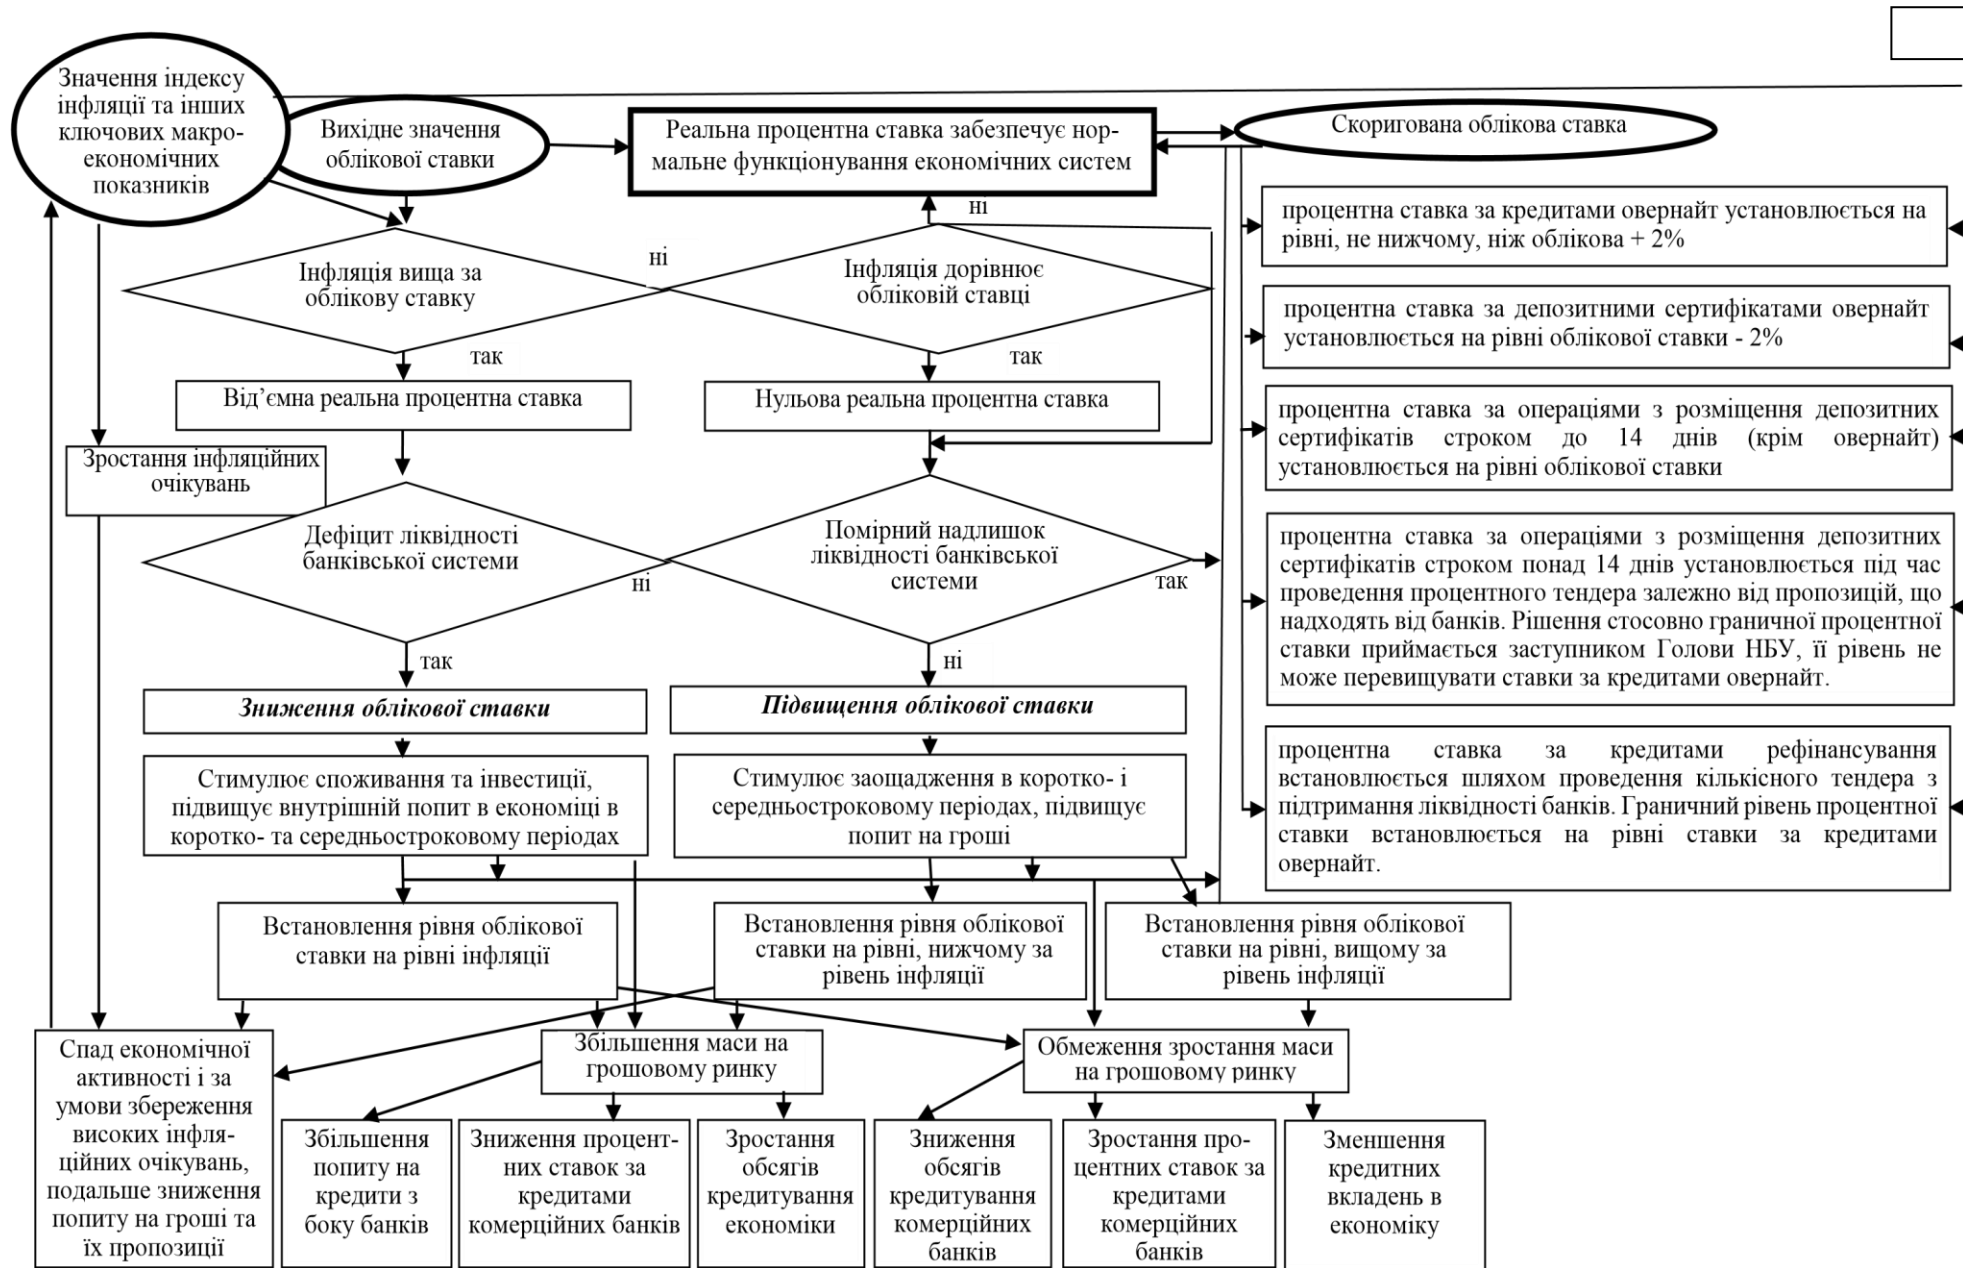 Значення індексу
інфляції та інших
ключових макро-
економічних
показників
Вихідне значення
облікової ставки
Реальна процентна ставка забезпечує нор-
мальне функціонування економічних систем
Скоригована облікова ставка
ні
ні
Інфляція вища за
облікову ставку
Інфляція дорівнює
обліковій ставці
так
так
Від’ємна реальна процентна ставка
Нульова реальна процентна ставка
Зростання інфляційних
очікувань
Дефіцит ліквідності
банківської системи
ні
Помірний надлишок
ліквідності банківської
системи
так
так
ні
Зниження облікової ставки
Підвищення облікової ставки
Стимулює споживання та інвестиції,
підвищує внутрішній попит в економіці в
коротко- та середньостроковому періодах
Стимулює заощадження в коротко- і
середньостроковому періодах, підвищує
попит на гроші
процентна ставка за кредитами овернайт установлюється на
рівні, не нижчому, ніж облікова + 2%
процентна ставка за депозитними сертифікатами овернайт
установлюється на рівні облікової ставки - 2%
процентна ставка за операціями з розміщення депозитних
сертифікатів строком до 14 днів (крім овернайт)
установлюється на рівні облікової ставки
процентна ставка за операціями з розміщення депозитних
сертифікатів строком понад 14 днів установлюється під час
проведення процентного тендера залежно від пропозицій, що
надходять від банків. Рішення стосовно граничної процентної
ставки приймається заступником Голови НБУ, її рівень не
може перевищувати ставки за кредитами овернайт.
процентна ставка за кредитами рефінансування
встановлюється шляхом проведення кількісного тендера з
підтримання ліквідності банків. Граничний рівень процентної
ставки встановлюється на рівні ставки за кредитами
овернайт.
Встановлення рівня облікової
ставки на рівні інфляції
Встановлення рівня облікової
ставки на рівні, нижчому за
рівень інфляції
Встановлення рівня облікової
ставки на рівні, вищому за
рівень інфляції
Спад економічної
активності і за
умови збереження
високих інфля-
ційних очікувань,
подальше зниження
попиту на гроші та
їх пропозиції
Збільшення маси на
грошовому ринку
Обмеження зростання маси
на грошовому ринку
Збільшення
попиту на
кредити з
боку банків
Зниження процент-
них ставок за
кредитами
комерційних банків
Зростання
обсягів
кредитування
економіки
Зниження
обсягів
кредитування
комерційних
банків
Зростання про-
центних ставок за
кредитами
комерційних
банків
Зменшення
кредитних
вкладень в
економіку